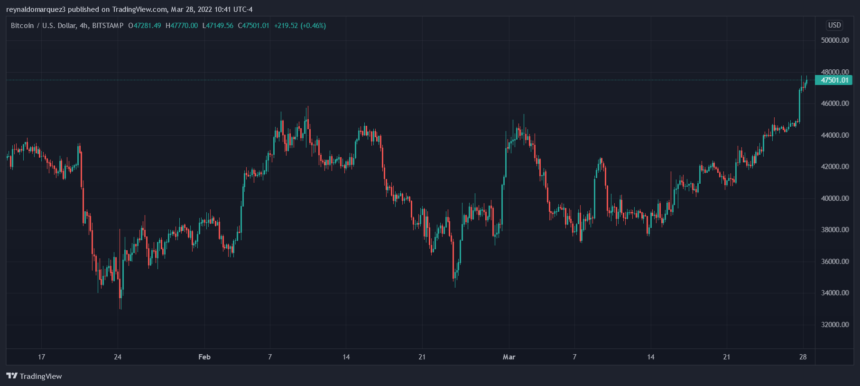 reynaldomarquez3 published on TradingView.com, Mar 28, 2022 10:41 UTC-4
Bitcoin / U.S. Dollar, 4h, BITSTAMP O47281.49 H47770.00 L47149.56 C47501.01 +219.52 (+0.46%)
USD
50000.00
48000.00
47501.01
46000.00
44000.00
42000.00
40000.00
38000.00
36000.00
34000.00
32000.00
17 24 Feb 7 14 21 Mar 7 14 21 28
TradingView